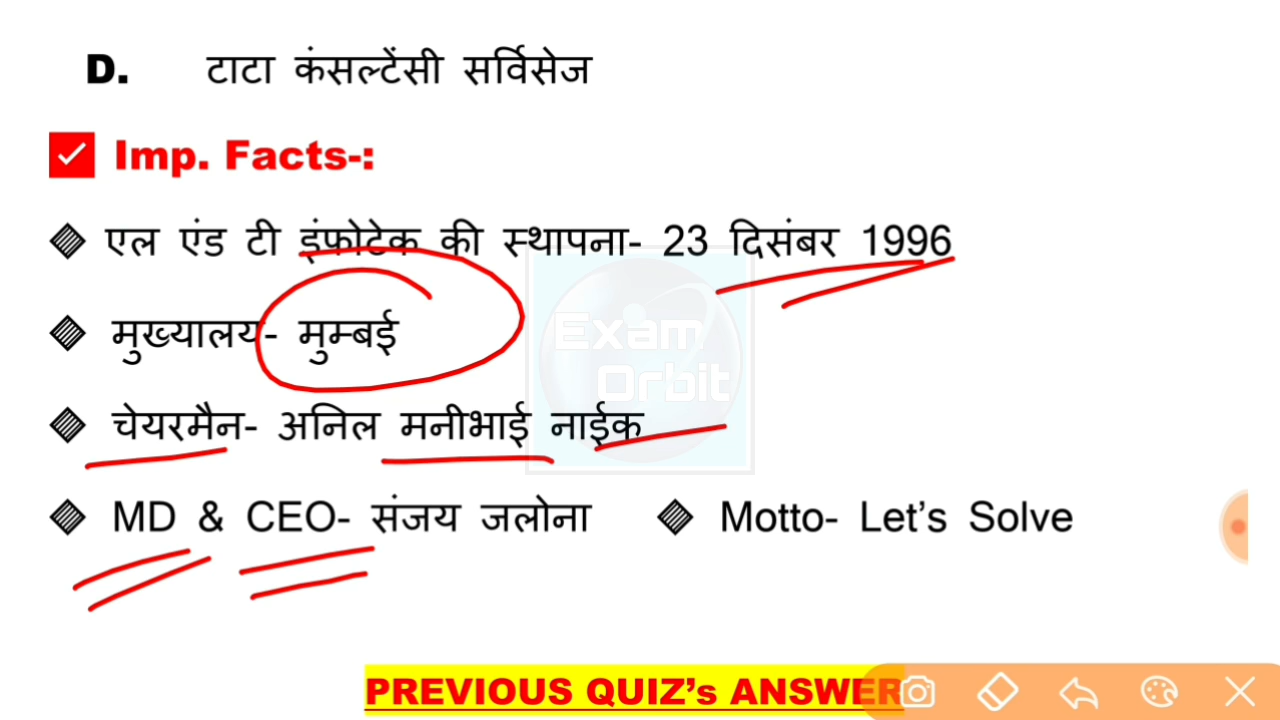 D. टाटा कंसल्टेंसी सर्विसेज
Imp. Facts-:
एल एंड टी इंफोटेक की स्थापना- 23 दिसंबर 1996
मुख्यालय- मुम्बई
Exam
Orbit
चेयरमैन- अनिल मनीभाई नाईक
MD & CEO- संजय जलोना
Motto- Let's Solve
PREVIOUS QUIZ's ANSWER